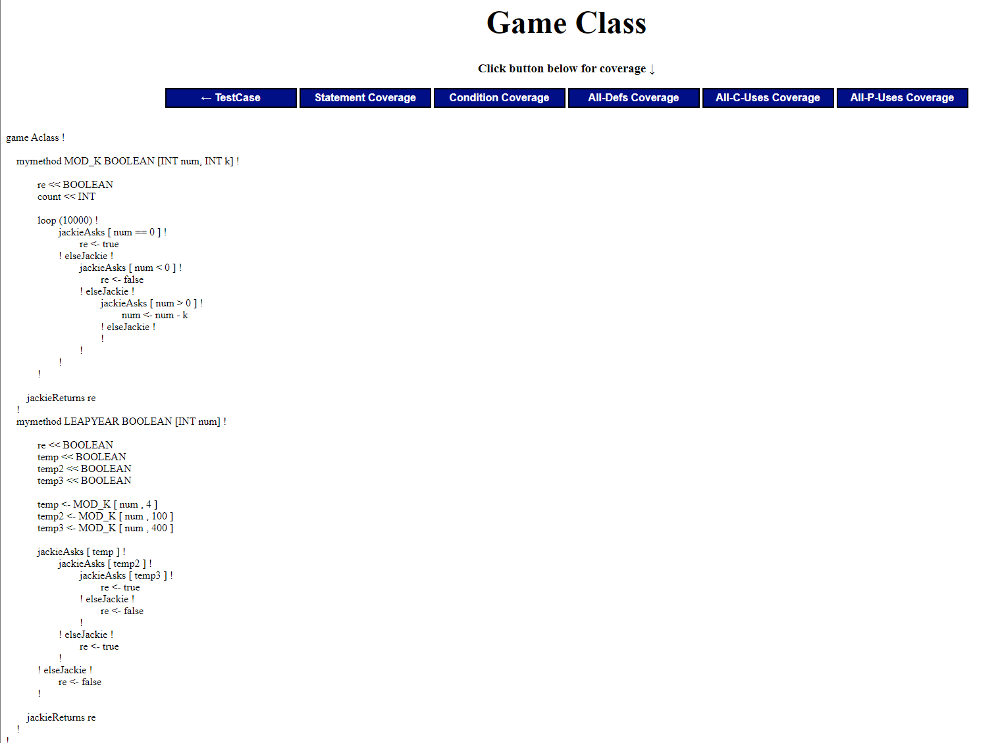 Game Class
Click button below for coverage ↓
← TestCase
Statement Coverage
Condition Coverage
All-Defs Coverage
All-C-Uses Coverage
All-P-Uses Coverage
game Aclass !
mymethod MOD_K BOOLEAN [INT num, INT k] !
re << BOOLEAN
count << INT
loop (10000) !
jackieAsks [ num == 0 ] !
re <- true
! elseJackie !
jackieAsks [ num < 0 ] !
re <- false
! elseJackie !
jackieAsks [ num > 0 ] !
num <- num - k
! elseJackie !
!
!
!
!
jackieReturns re
!
mymethod LEAPYEAR BOOLEAN [INT num] !
re << BOOLEAN
temp << BOOLEAN
temp2 << BOOLEAN
temp3 << BOOLEAN
temp <- MOD_K [ num , 4 ]
temp2 <- MOD_K [ num , 100 ]
temp3 <- MOD_K [ num , 400 ]
jackieAsks [ temp ] !
jackieAsks [ temp2 ] !
jackieAsks [ temp3 ] !
re <- true
! elseJackie !
re <- false
!
! elseJackie !
re <- true
!
! elseJackie !
re <- false
!
jackieReturns re
!
!